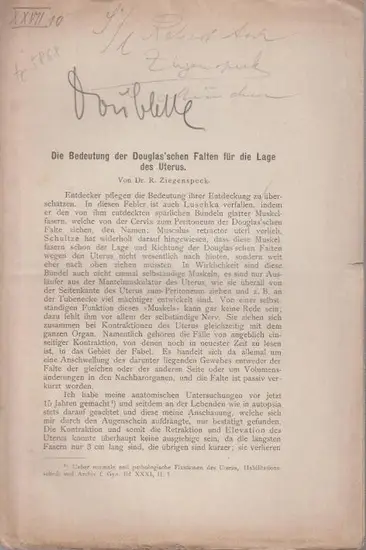 XXVII 10
Doublette
Die Bedeutung der Douglas'schen Falten für die Lage
des Uterus.
Von Dr. R. Ziegenspeck.
Entdecker pflegen die Bedeutung ihrer Entdeckung zu über-
schätzen. In diesen Fehler ist auch Luschka verfallen, indem
er den von ihm entdeckten spärlichen Bündeln glatter Muskel-
fasern, welche von der Cervix zum Peritoneum der Douglas'schen
Falte ziehen, den Namen: Musculus retractor uteri verlieh.
Schultze hat widerholt darauf hingewiesen, dass diese Muskel-
fasern schon der Lage und Richtung der Douglas'schen Falten
wegen den Uterus nicht wesentlich nach hinten, sondern weit
eher nach oben ziehen müssten. In Wirklichkeit sind diese
Bündel auch nicht einmal selbständige Muskeln, es sind nur Aus-
läufer aus der Mantelmuskulatur des Uterus, wie sie überall von
der Seitenkante des Uterus zum Peritoneum ziehen und z. B. an
der Tubenecke viel mächtiger entwickelt sind. Von einer selbst-
ständigen Funktion dieses »Muskels« kann gar keine Rede sein;
dazu fehlt ihm vor allem der selbständige Nerv. Sie ziehen sich
zusammen bei Kontraktionen des Uterus gleichzeitig mit dem
ganzen Organ. Namentlich gehören die Fälle von angeblich ein-
seitiger Kontraktion, von denen noch in neuester Zeit zu lesen
ist, in das Gebiet der Fabel. Es handelt sich da allemal um
eine Anschwellung des darunter liegenden Gewebes entweder der
Falte der gleichen oder der anderen Seite oder um Volumens-
änderungen in den Nachbarorganen, und die Falte ist passiv ver-
kürzt worden.
Ich habe meine anatomischen Untersuchungen vor jetzt
15 Jahren gemacht¹) und seitdem an der Lebenden wie in autopsia
stets darauf geachtet und diese meine Anschauung, welche sich
mir durch den Augenschein aufdrängte, nur bestätigt gefunden.
Die Kontraktion und somit die Retraktion und Elevation des
Uterus könnte überhaupt keine ausgiebige sein, da die längsten
Fasern nur 3 cm lang sind, die übrigen sind kürzer; sie verlieren
¹) Ueber normale und pathologische Fixationen des Uterus, Habilitations-
schrift und Archiv f. Gyn. Bd XXXI, H. 1.